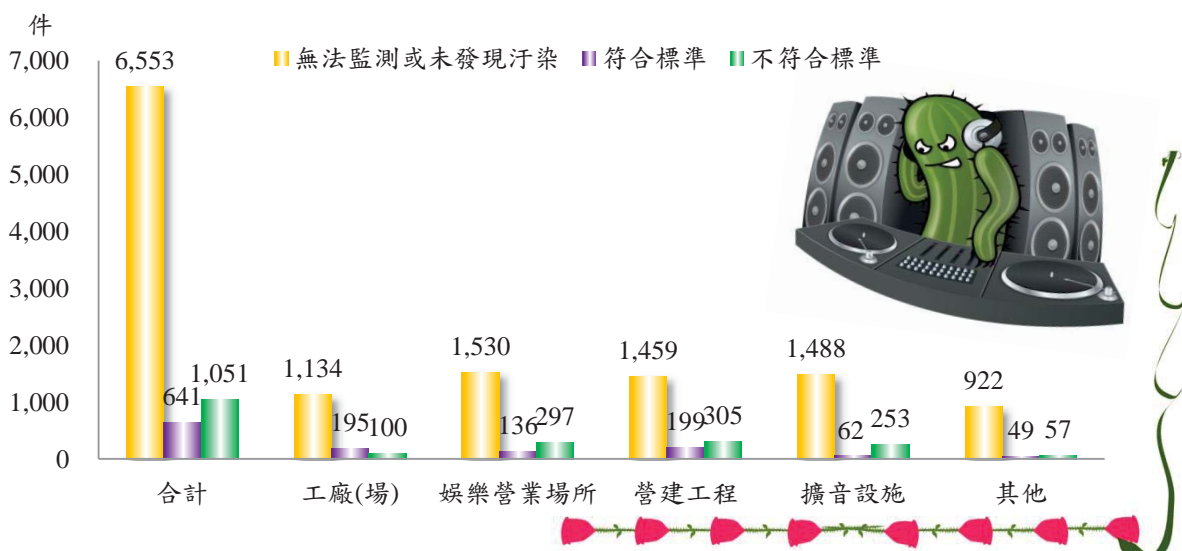 件
無法監測或未發現汙染 符合標準 不符合標準
7,000
6,000
5,000
4,000
3,000
2,000
1,000
0
6,553 641 1,051
1,134 195 100
1,530 136 297
1,459 199 305
1,488 62 253
922 49 57
合計 工廠(場) 娛樂營業場所 營建工程 擴音設施 其他